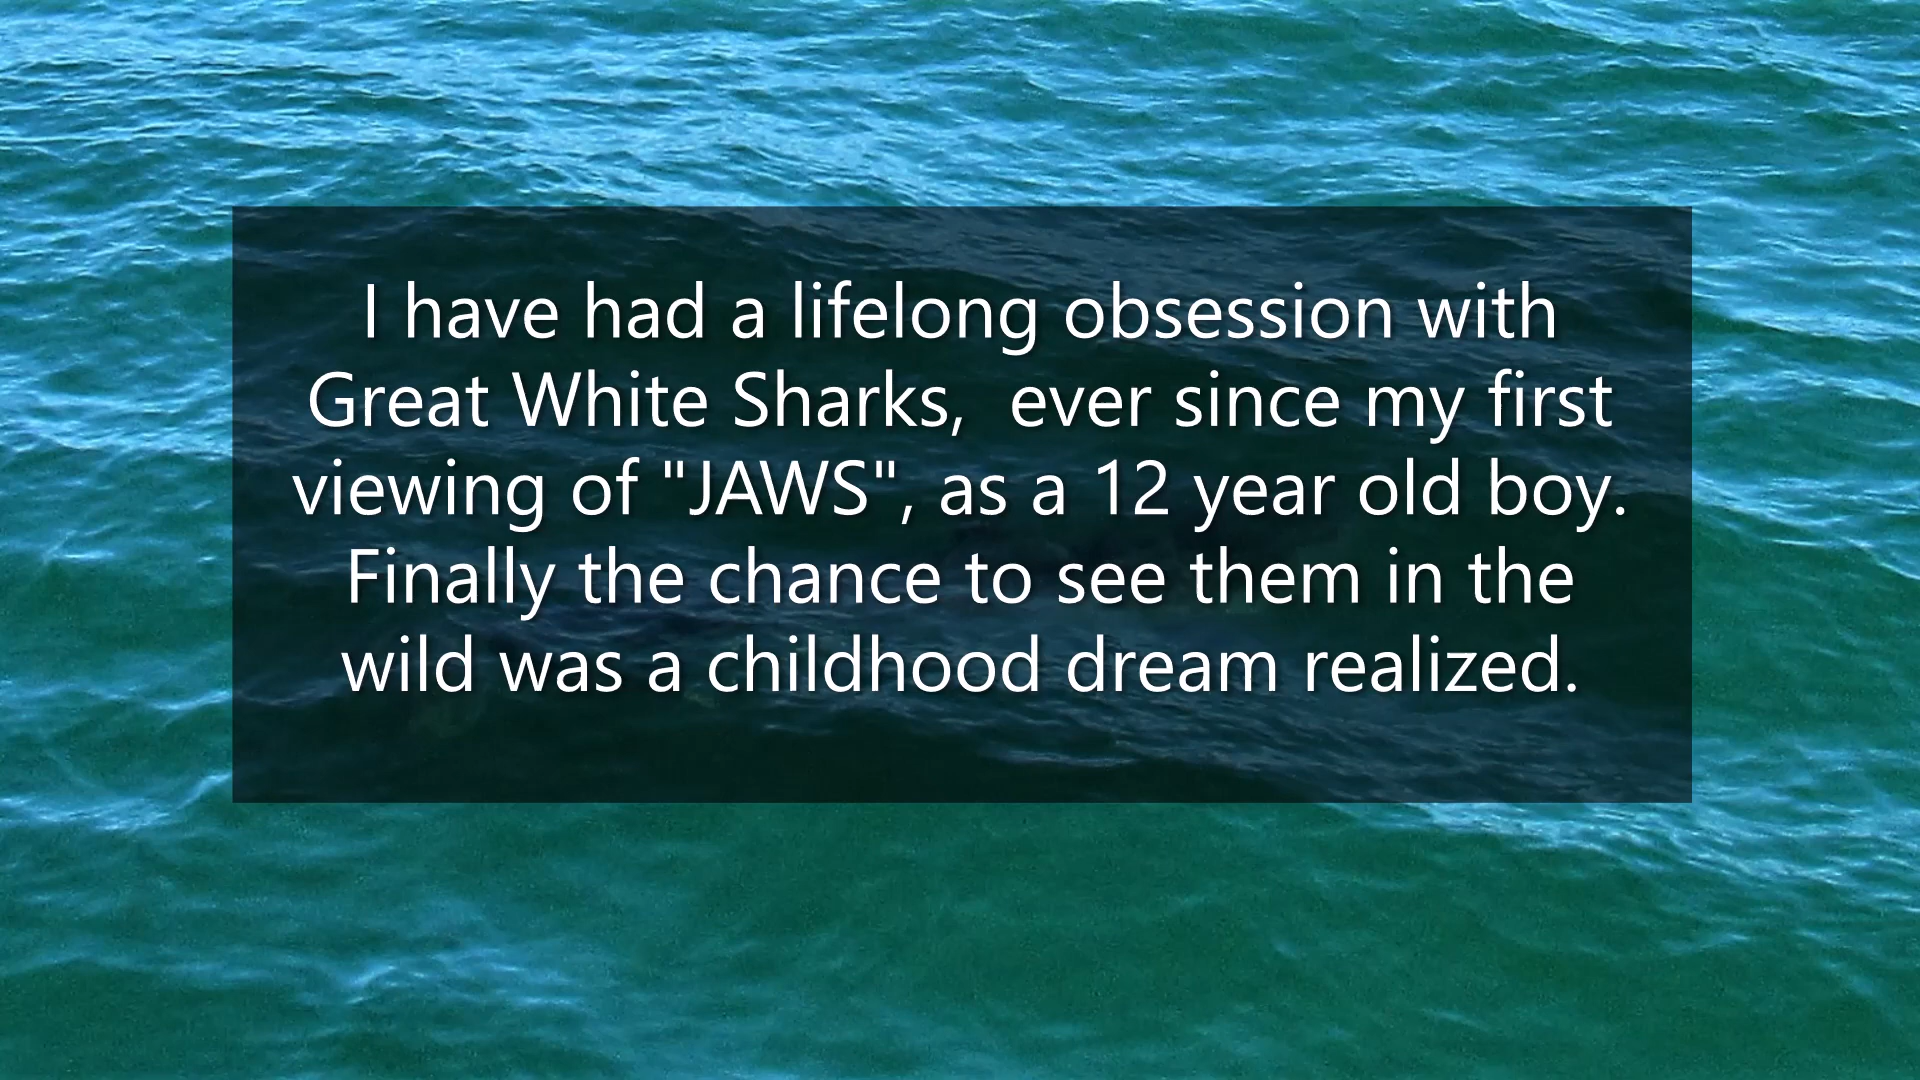 I have had a lifelong obsession with
Great White Sharks,  ever since my first
viewing of "JAWS", as a 12 year old boy.
Finally the chance to see them in the
wild was a childhood dream realized.